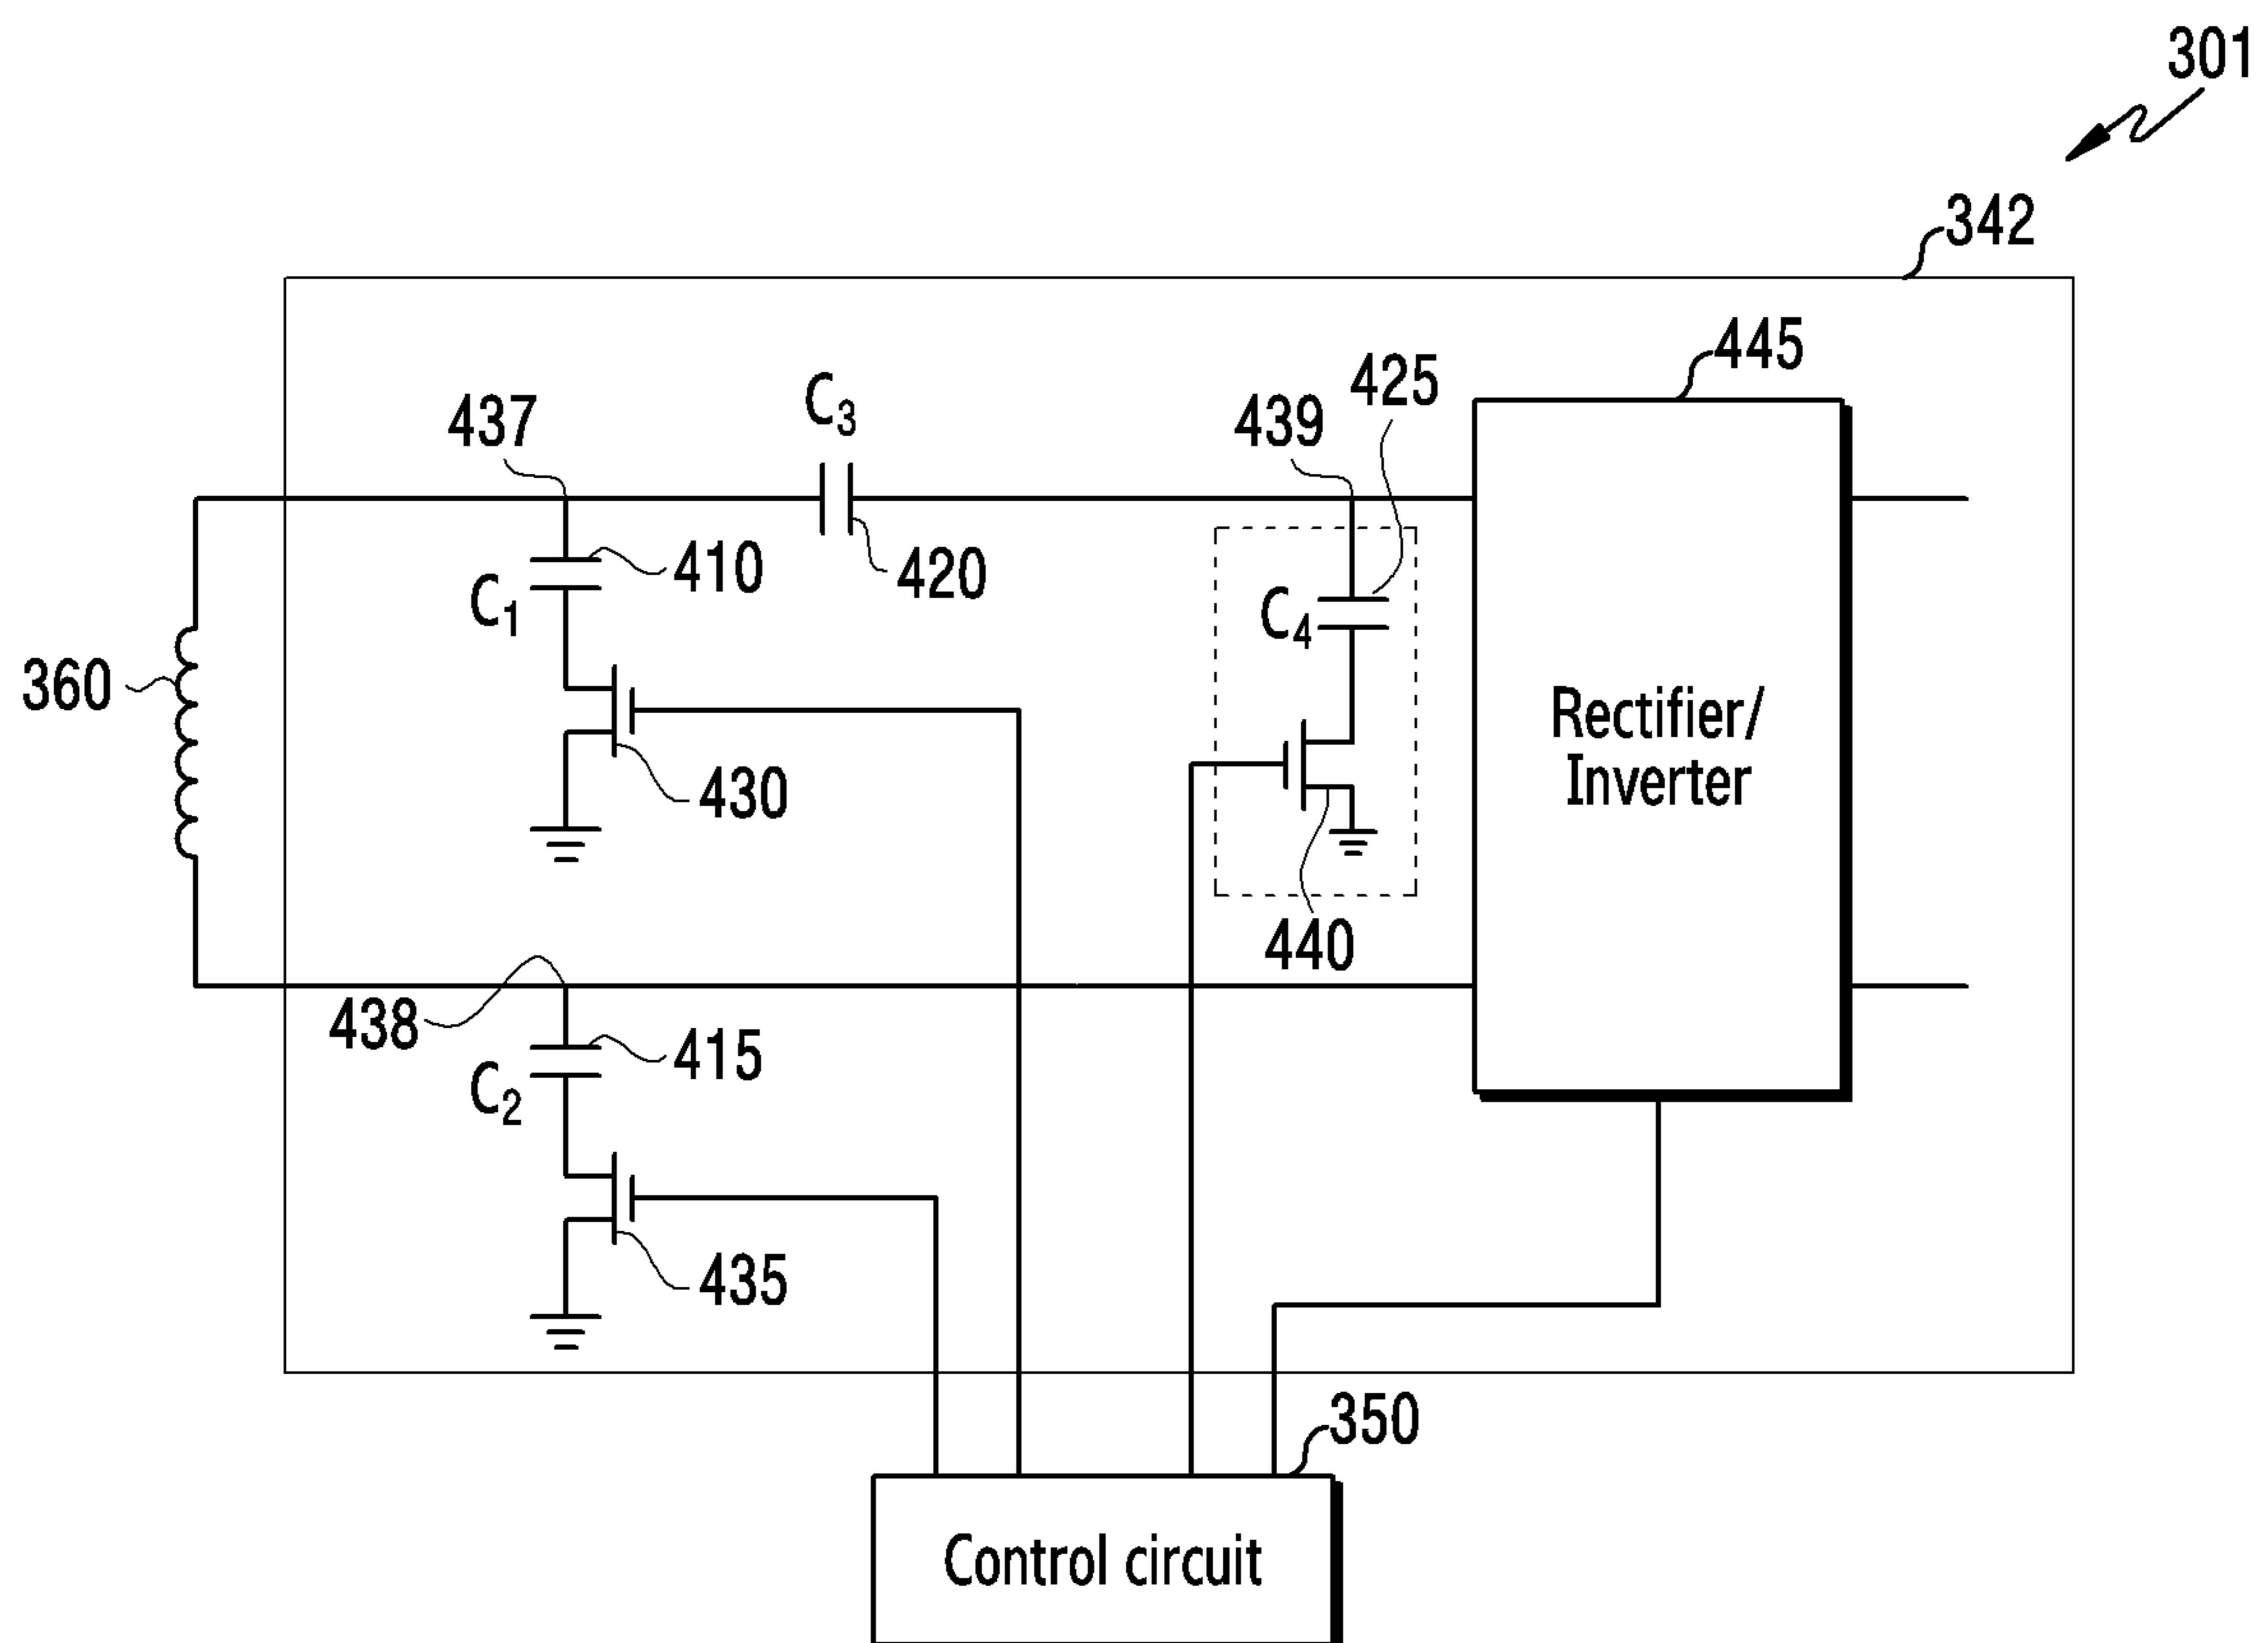 301
342
445
425
C3
437
439
410
420
C1
C4
360
Rectifier/
Inverter
430
440
438
415
C2
435
350
Control circuit